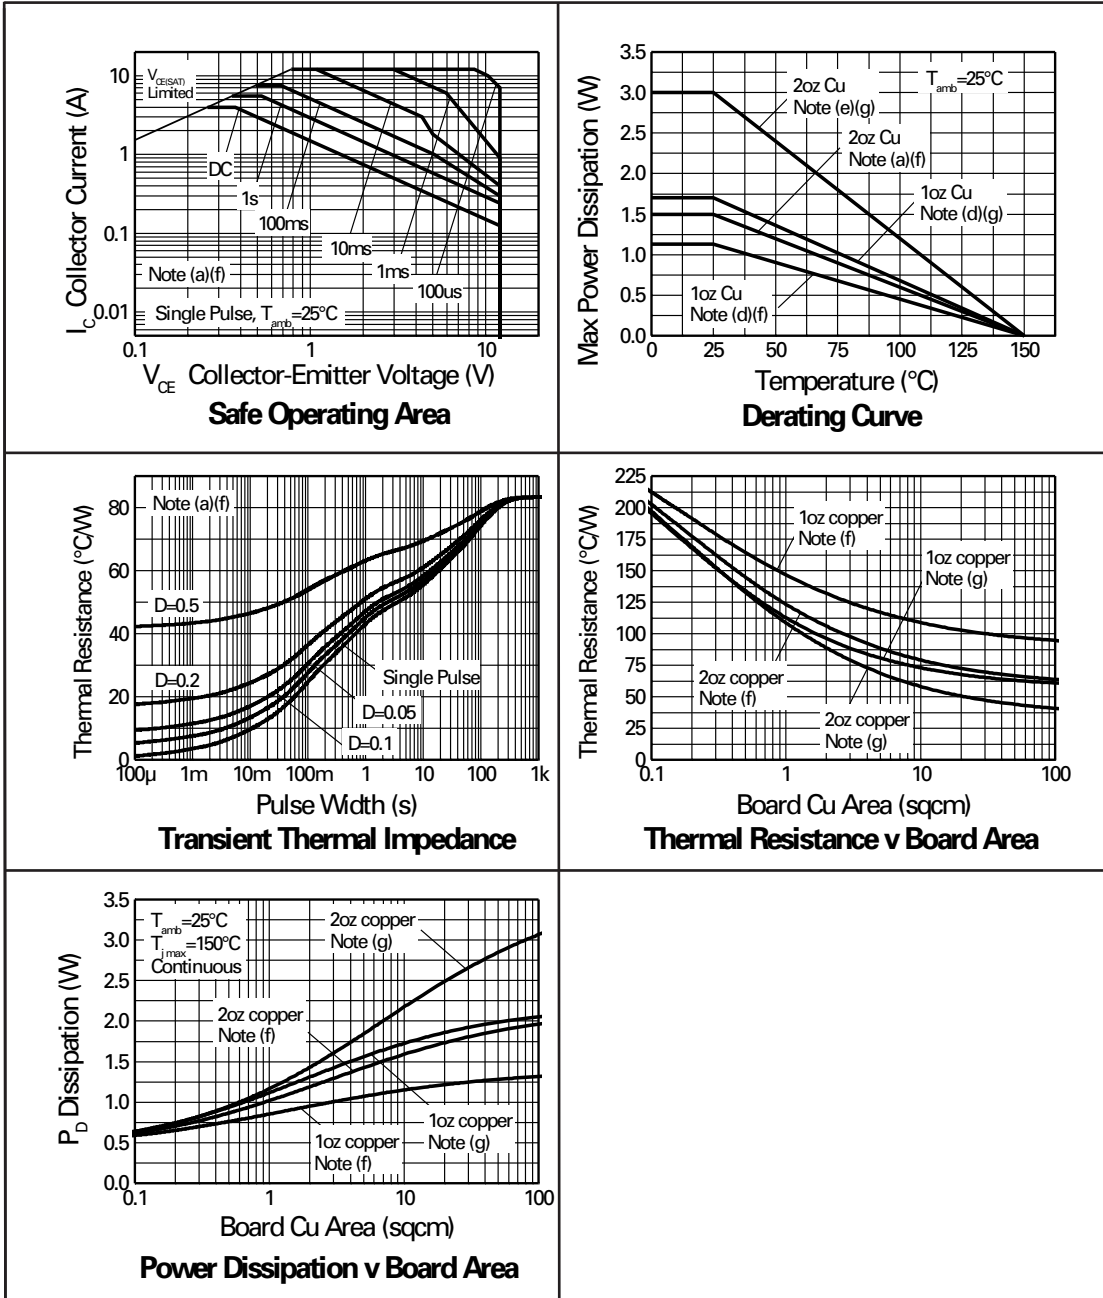 10
1
0.1
0.01
I_C Collector Current (A)
V_CE(SAT)
Limited
DC
1s
100ms
10ms
1ms
100us
Note (a)(f)
Single Pulse, T_amb=25°C
0.1 1 10
V_CE Collector-Emitter Voltage (V)
Safe Operating Area
3.5
3.0
2.5
2.0
1.5
1.0
0.5
0.0
Max Power Dissipation (W)
T_amb=25°C
2oz Cu
Note (e)(g)
2oz Cu
Note (a)(f)
1oz Cu
Note (d)(g)
1oz Cu
Note (d)(f)
0 25 50 75 100 125 150
Temperature (°C)
Derating Curve
80
60
40
20
0
Thermal Resistance (°C/W)
Note (a)(f)
D=0.5
D=0.2
Single Pulse
D=0.05
D=0.1
100µ 1m 10m 100m 1 10 100 1k
Pulse Width (s)
Transient Thermal Impedance
225
200
175
150
125
100
75
50
25
0
Thermal Resistance (°C/W)
1oz copper
Note (f)
1oz copper
Note (g)
2oz copper
Note (f)
2oz copper
Note (g)
0.1 1 10 100
Board Cu Area (sqcm)
Thermal Resistance v Board Area
3.5
3.0
2.5
2.0
1.5
1.0
0.5
0.0
P_D Dissipation (W)
T_amb=25°C
T_j max=150°C
Continuous
2oz copper
Note (g)
2oz copper
Note (f)
1oz copper
Note (g)
1oz copper
Note (f)
0.1 1 10 100
Board Cu Area (sqcm)
Power Dissipation v Board Area